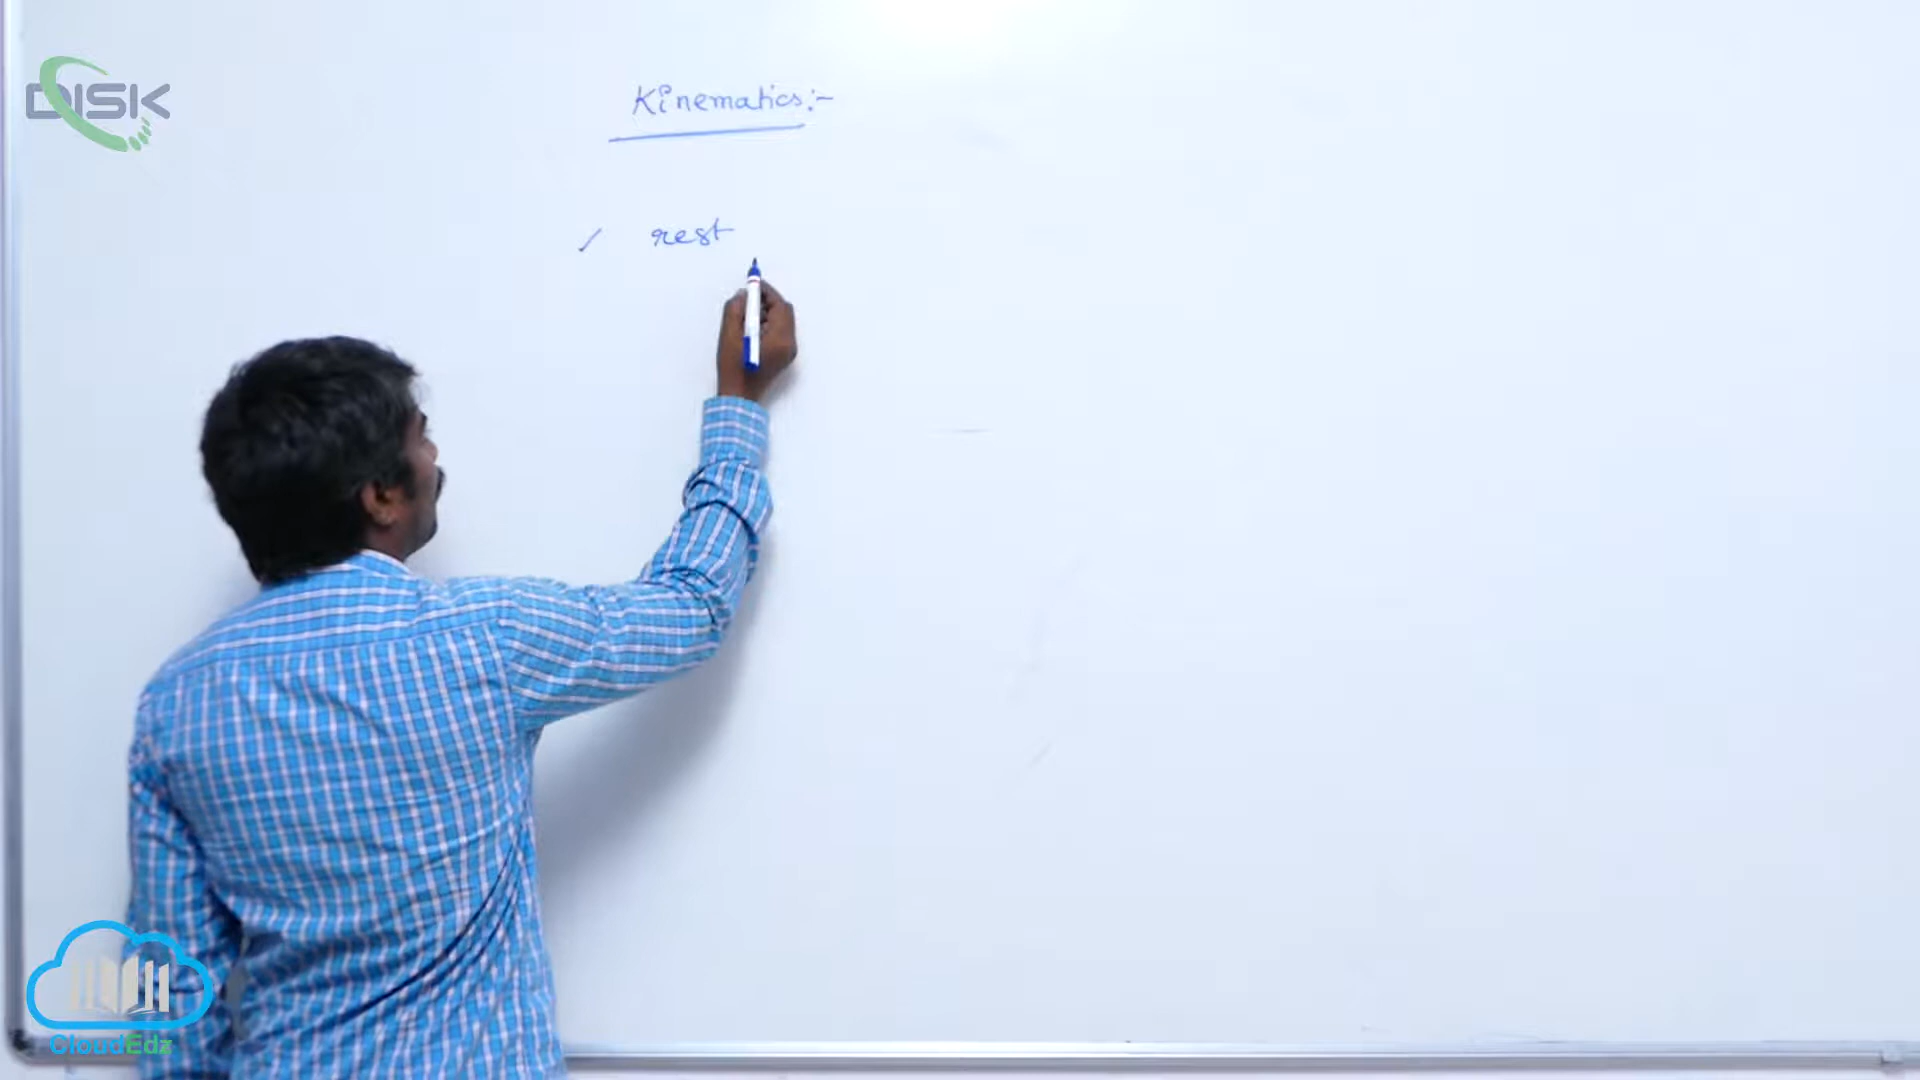 DISK
Kinematics:-
✓ rest
CloudEdz